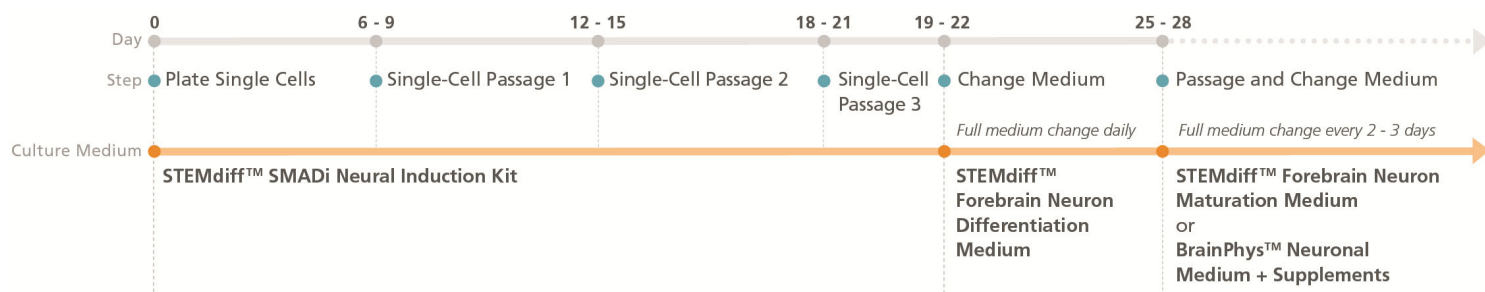 0
6 - 9
12 - 15
18 - 21
19 - 22
25 - 28
Day
Step
Plate Single Cells
Single-Cell Passage 1
Single-Cell Passage 2
Single-Cell
Passage 3
Change Medium
Passage and Change Medium
Full medium change daily
Full medium change every 2 - 3 days
Culture Medium
STEMdiff™ SMADi Neural Induction Kit
STEMdiff™
Forebrain Neuron
Differentiation
Medium
STEMdiff™ Forebrain Neuron
Maturation Medium
or
BrainPhys™ Neuronal
Medium + Supplements